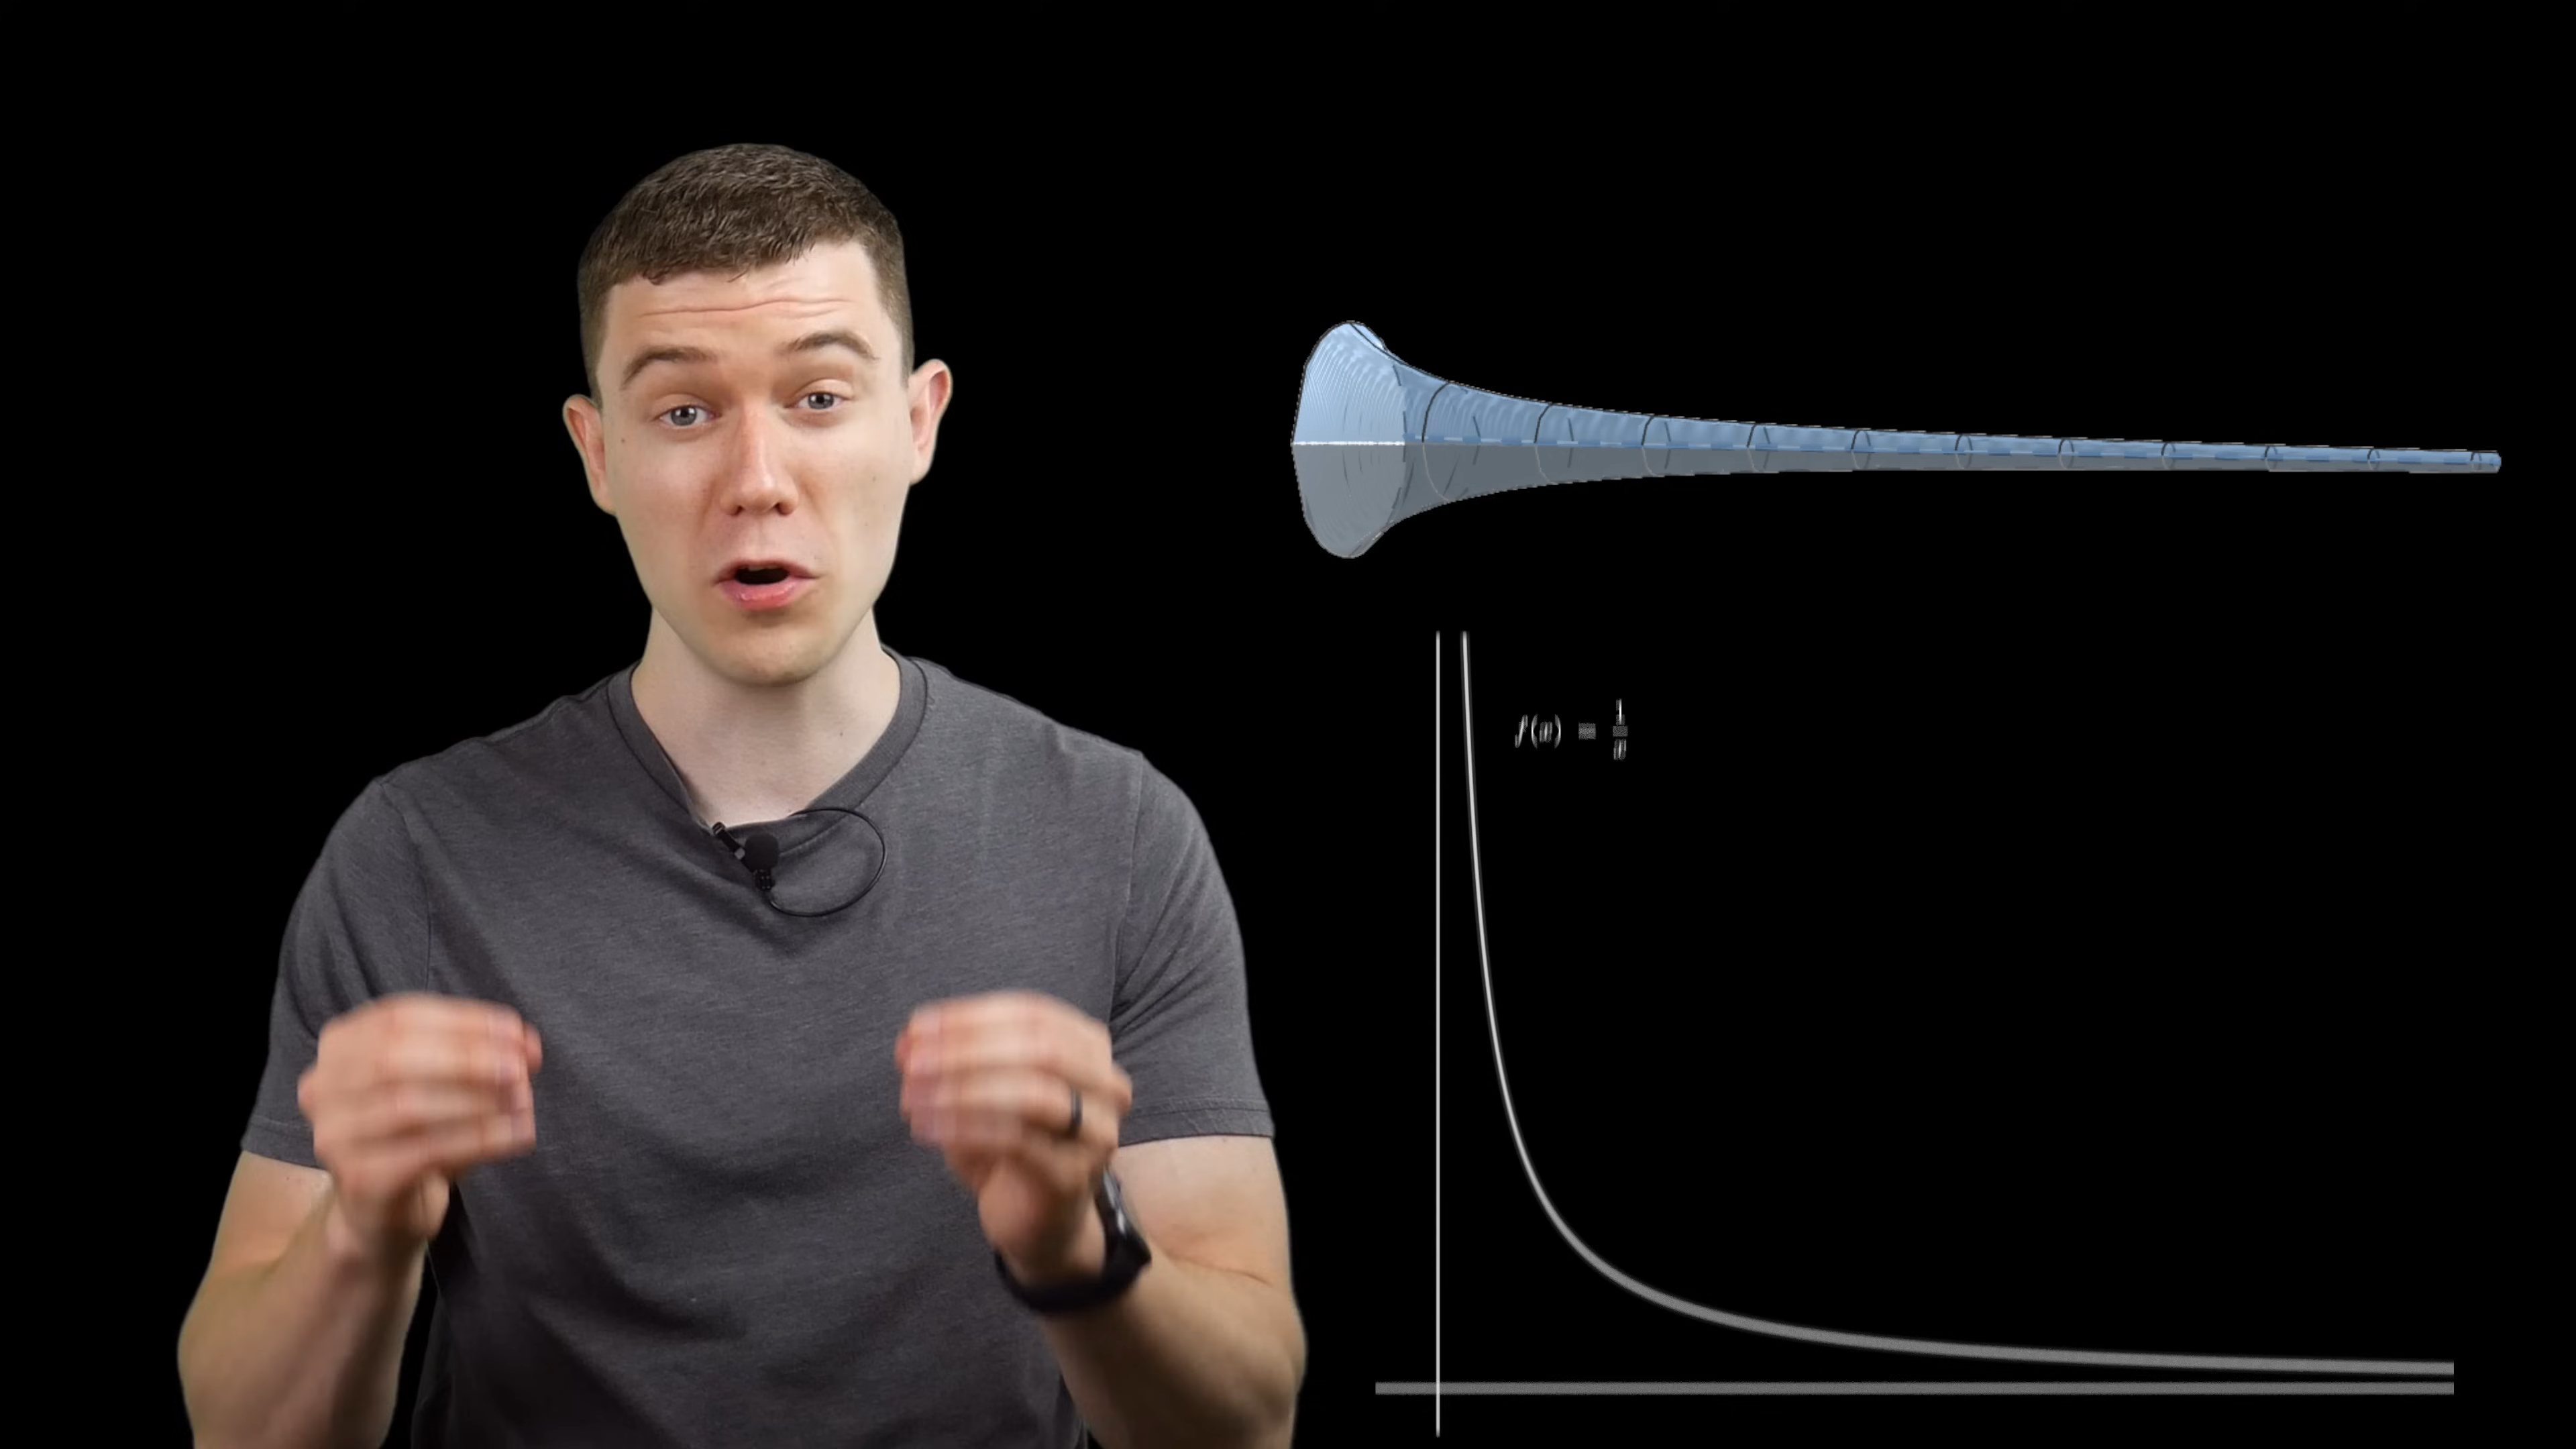 f(x) = 1/x